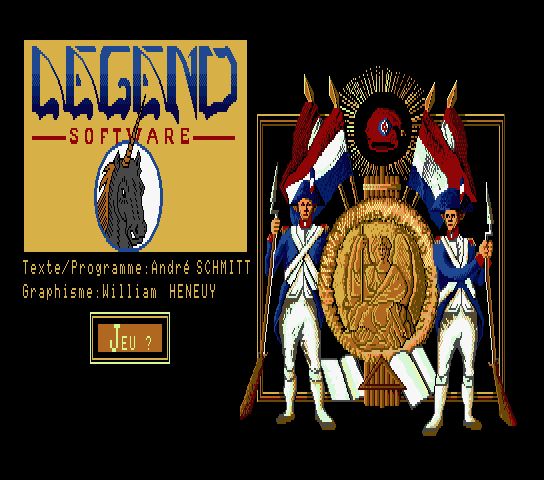 LEGEND
SOFTWARE
Texte/Programme:André SCHMITT
Graphisme:William HENEUY
JEU ?